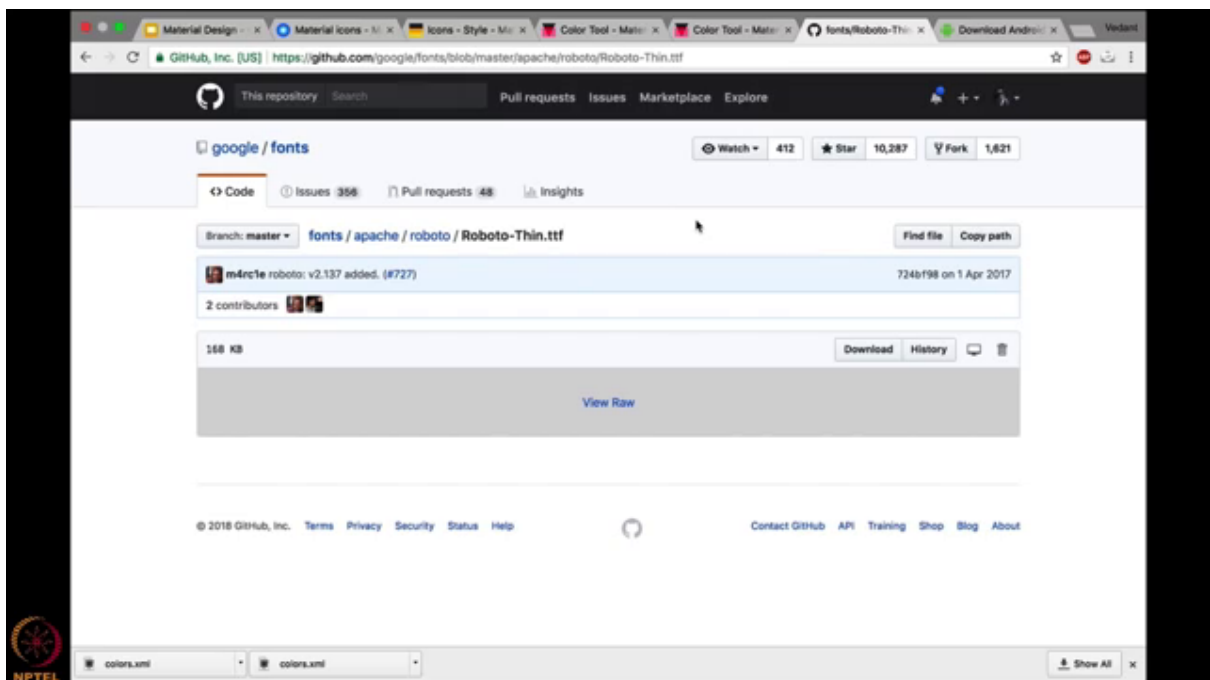 Material Design - Material icons - M Icons - Style - Ma Color Tool - Mater Color Tool - Mater fonts/Roboto-Thin Download Android Vedant
GitHub, Inc. [US] https://github.com/google/fonts/blob/master/apache/roboto/Roboto-Thin.ttf
This repository Search Pull requests Issues Marketplace Explore
google / fonts Watch 412 Star 10,287 Fork 1,621
Code Issues 356 Pull requests 48 Insights
Branch: master fonts / apache / roboto / Roboto-Thin.ttf Find file Copy path
m4rc1e roboto: v2.137 added. (#727) 724bf98 on 1 Apr 2017
2 contributors
168 KB Download History
View Raw
© 2018 GitHub, Inc. Terms Privacy Security Status Help Contact GitHub API Training Shop Blog About
colors.xml colors.xml Show All
NPTEL